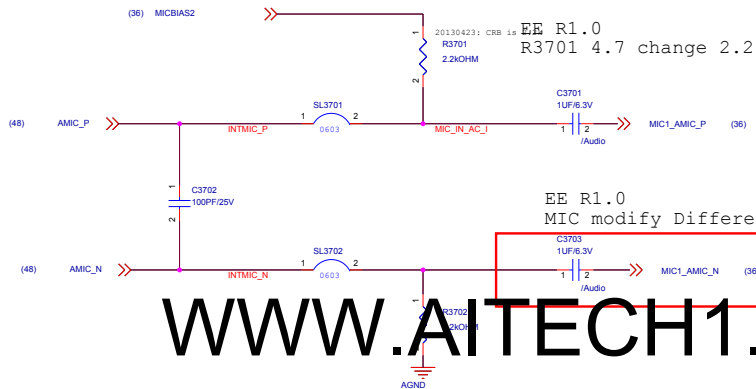 (36) MICBIAS2
20130423: CRB is
EE R1.0
R3701 4.7 change 2.2
1
R3701
2.2kOHM
2
C3701
1UF/6.3V
(48) AMIC_P
INTMIC_P
1 SL3701 2
0603
MIC_IN_AC_I
1 2
/Audio
MIC1_AMIC_P (36)
1
C3702
100PF/25V
2
EE R1.0
MIC modify Differe
C3703
1UF/6.3V
(48) AMIC_N
INTMIC_N
1 SL3702 2
0603
1 2
/Audio
MIC1_AMIC_N (36
1
R3702
WWW.AITECH1.
AGND